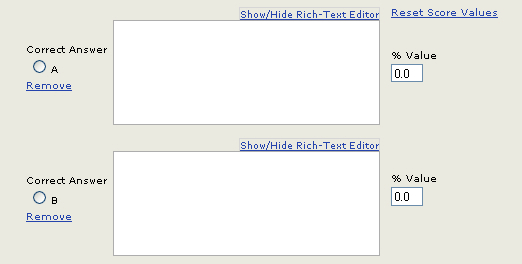 Show/Hide Rich-Text Editor Reset Score Values
Correct Answer % Value
A 0.0
Remove
Show/Hide Rich-Text Editor
Correct Answer % Value
B 0.0
Remove